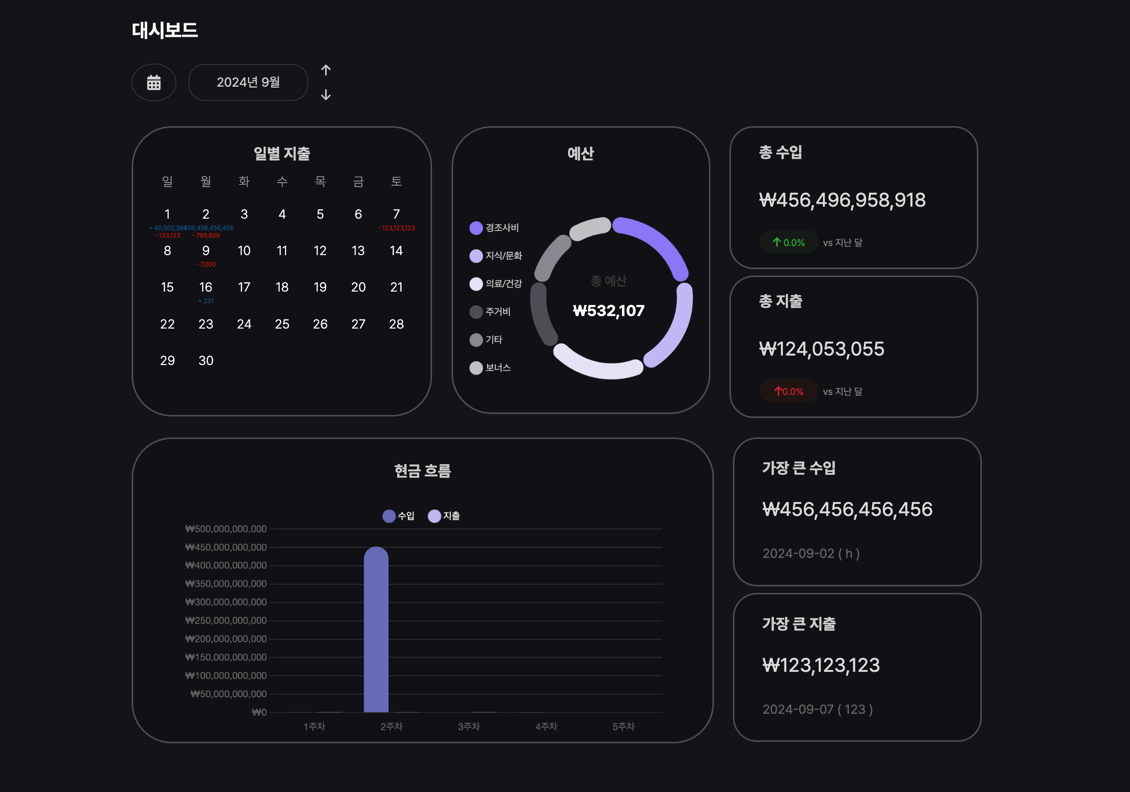 대시보드
2024년 9월
일별 지출
일 월 화 수 목 금 토
1 2 3 4 5 6 7
456,456,456,456
- 133,123 - 789,809 - 123,123,123
8 9 10 11 12 13 14
- 7,000
15 16 17 18 19 20 21
+ 231
22 23 24 25 26 27 28
29 30
예산
경조사비
지식/문화
의료/건강
주거비
기타
보너스
총 예산
₩532,107
총 수입
₩456,496,958,918
↑ 0.0% vs 지난 달
총 지출
₩124,053,055
↑0.0% vs 지난 달
현금 흐름
수입 지출
₩500,000,000,000
₩450,000,000,000
₩400,000,000,000
₩350,000,000,000
₩300,000,000,000
₩250,000,000,000
₩200,000,000,000
₩150,000,000,000
₩100,000,000,000
₩50,000,000,000
₩0
1주차 2주차 3주차 4주차 5주차
가장 큰 수입
₩456,456,456,456
2024-09-02 ( h )
가장 큰 지출
₩123,123,123
2024-09-07 ( 123 )